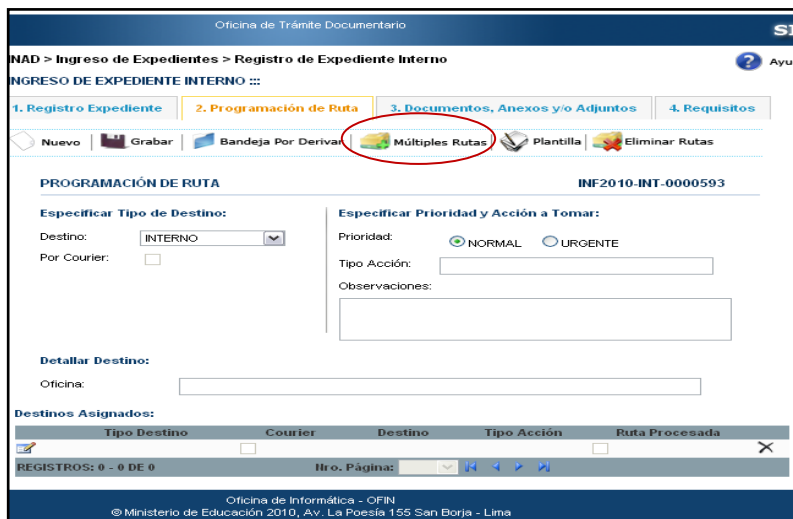 Oficina de Trámite Documentario
INAD > Ingreso de Expedientes > Registro de Expediente Interno
INGRESO DE EXPEDIENTE INTERNO :::
1. Registro Expediente 2. Programación de Ruta 3. Documentos, Anexos y/o Adjuntos 4. Requisitos
Nuevo Grabar Bandeja Por Derivar Múltiples Rutas Plantilla Eliminar Rutas
PROGRAMACIÓN DE RUTA INF2010-INT-0000593
Especificar Tipo de Destino: Especificar Prioridad y Acción a Tomar:
Destino: INTERNO Prioridad: NORMAL URGENTE
Por Courier: Tipo Acción:
Observaciones:
Detallar Destino:
Oficina:
Destinos Asignados:
Tipo Destino Courier Destino Tipo Acción Ruta Procesada
REGISTROS: 0 - 0 DE 0 Nro. Página:
Oficina de Informática - OFIN
© Ministerio de Educación 2010, Av. La Poesía 155 San Borja - Lima